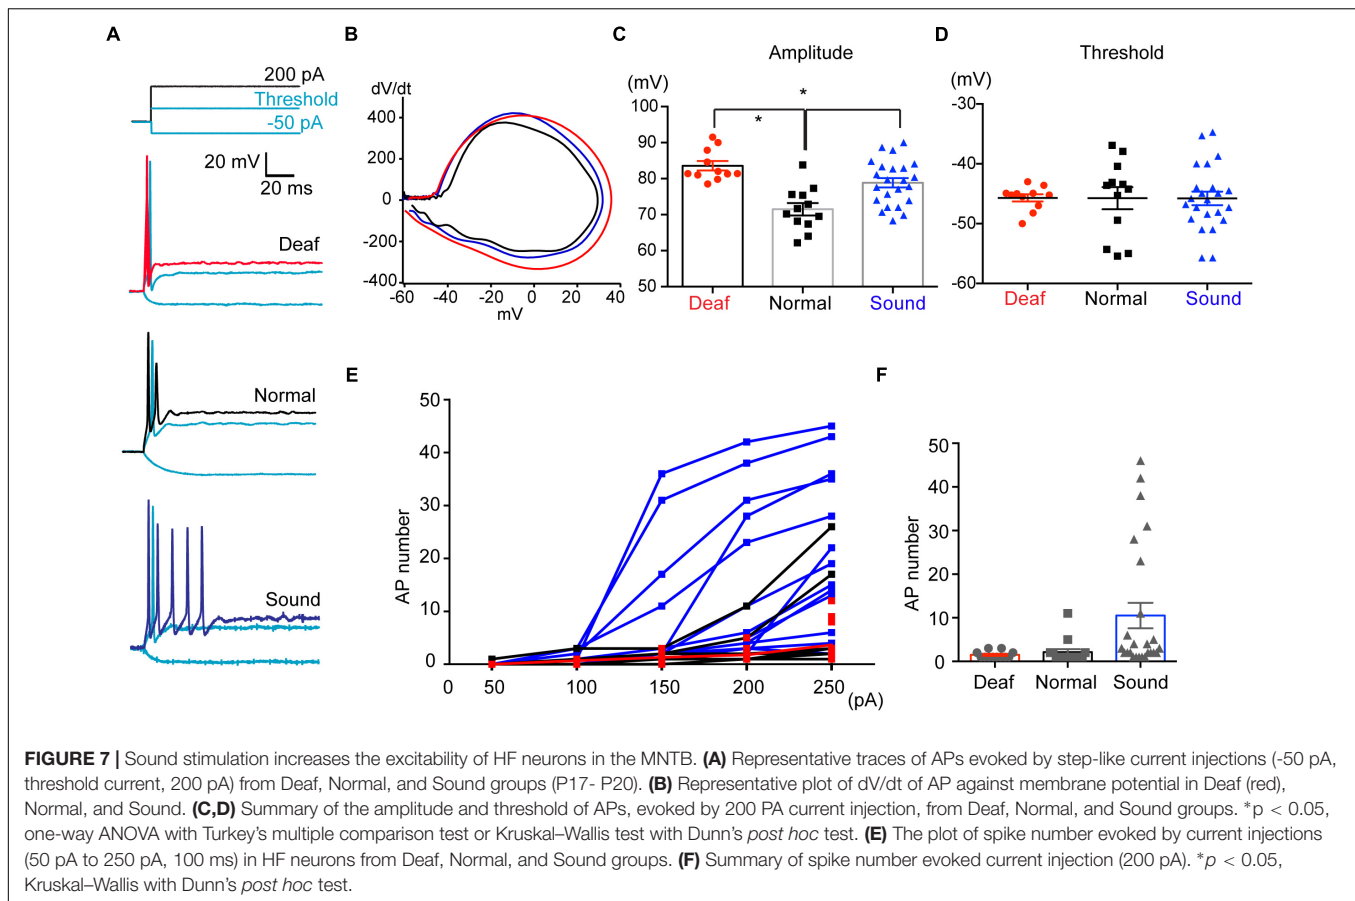 A
200 pA
Threshold
-50 pA
20 mV
20 ms
Deaf
Normal
Sound
B
dV/dt
400
200
0
-200
-400
-60
-40
-20
0
20
40
mV
C
Amplitude
(mV)
100
90
80
70
60
50
*
*
Deaf
Normal
Sound
D
Threshold
(mV)
-30
-40
-50
-60
Deaf
Normal
Sound
E
AP number
50
40
30
20
10
0
0
50
100
150
200
250
(pA)
F
AP number
50
40
30
20
10
0
Deaf
Normal
Sound
FIGURE 7 | Sound stimulation increases the excitability of HF neurons in the MNTB. (A) Representative traces of APs evoked by step-like current injections (-50 pA,
threshold current, 200 pA) from Deaf, Normal, and Sound groups (P17- P20). (B) Representative plot of dV/dt of AP against membrane potential in Deaf (red),
Normal, and Sound. (C,D) Summary of the amplitude and threshold of APs, evoked by 200 PA current injection, from Deaf, Normal, and Sound groups. *p < 0.05,
one-way ANOVA with Turkey's multiple comparison test or Kruskal–Wallis test with Dunn's post hoc test. (E) The plot of spike number evoked by current injections
(50 pA to 250 pA, 100 ms) in HF neurons from Deaf, Normal, and Sound groups. (F) Summary of spike number evoked current injection (200 pA). *p < 0.05,
Kruskal–Wallis with Dunn's post hoc test.